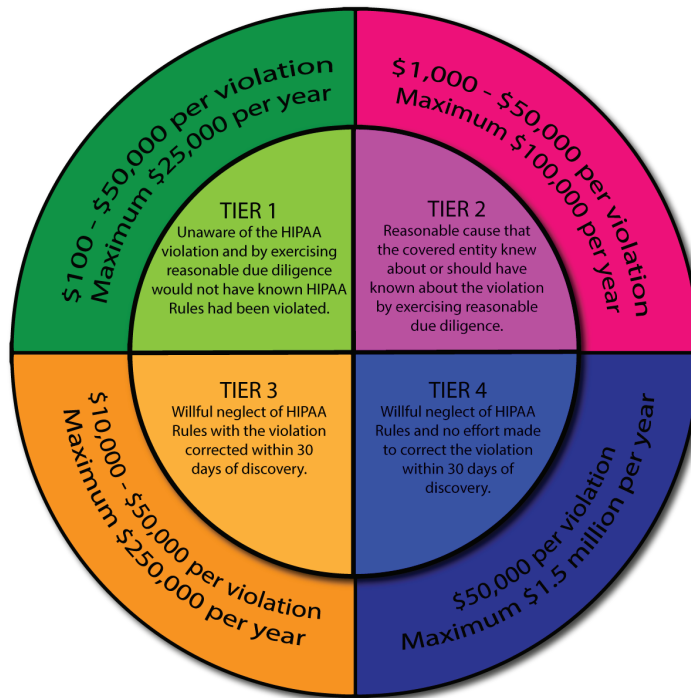 $100 - $50,000 per violation
Maximum $25,000 per year
$1,000 - $50,000 per violation
Maximum $100,000 per year
TIER 1
Unaware of the HIPAA
violation and by exercising
reasonable due diligence
would not have known HIPAA
Rules had been violated.
TIER 2
Reasonable cause that
the covered entity knew
about or should have
known about the violation
by exercising reasonable
due diligence.
TIER 3
Willful neglect of HIPAA
Rules with the violation
corrected within 30
days of discovery.
TIER 4
Willful neglect of HIPAA
Rules and no effort made
to correct the violation
within 30 days of
discovery.
$10,000 - $50,000 per violation
Maximum $250,000 per year
$50,000 per violation
Maximum $1.5 million per year